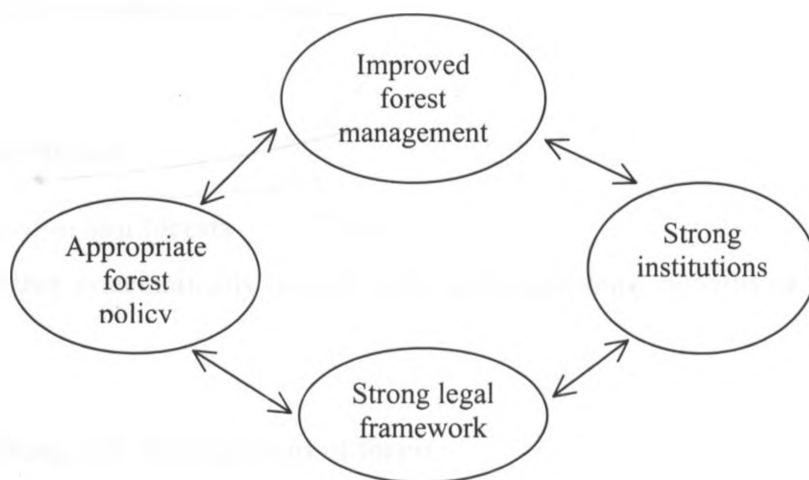 Improved
forest
management
Appropriate
forest
policy
Strong
institutions
Strong legal
framework